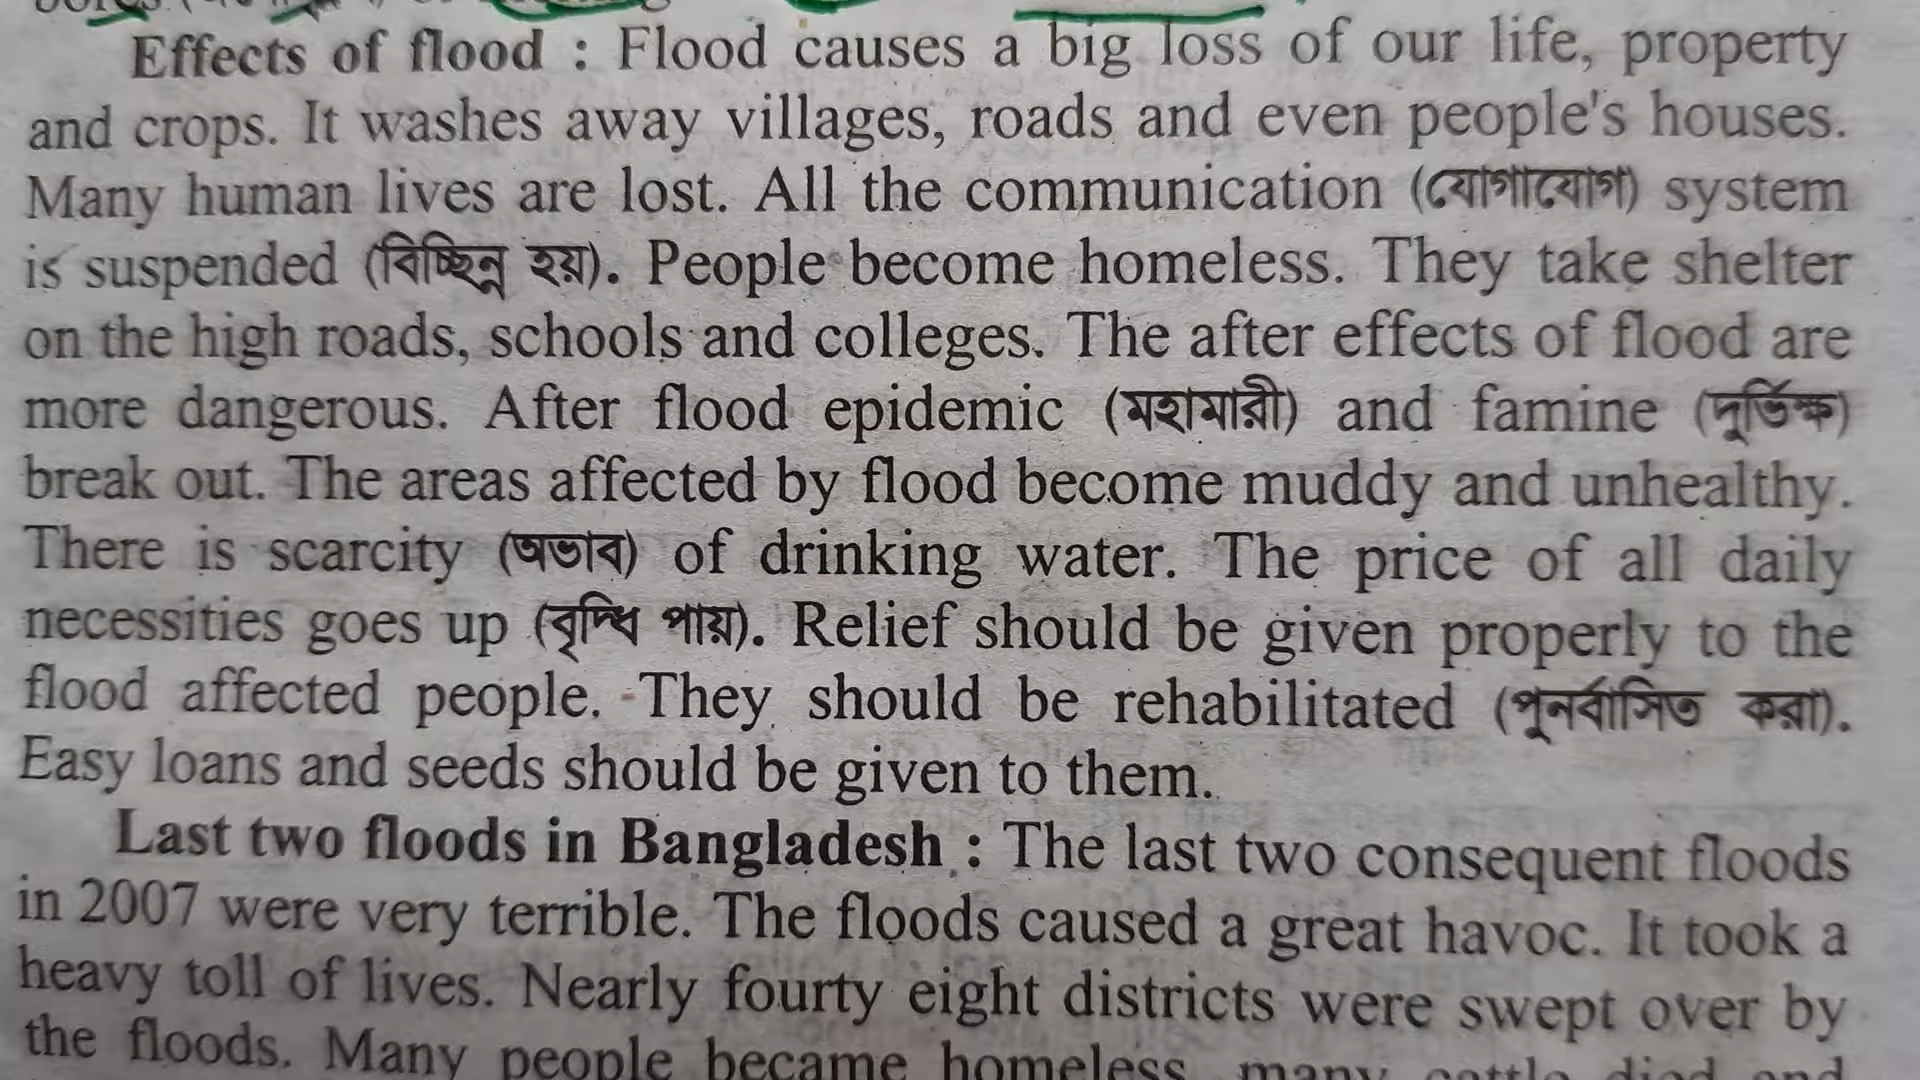 Effects of flood : Flood causes a big loss of our life, property
and crops. It washes away villages, roads and even people's houses.
Many human lives are lost. All the communication (যোগাযোগ) system
is suspended (বিচ্ছিন্ন হয়). People become homeless. They take shelter
on the high roads, schools and colleges. The after effects of flood are
more dangerous. After flood epidemic (মহামারী) and famine (দূর্ভিক্ষ)
break out. The areas affected by flood become muddy and unhealthy.
There is scarcity (অভাব) of drinking water. The price of all daily
necessities goes up (বৃদ্ধি পায়). Relief should be given properly to the
flood affected people. They should be rehabilitated (পূনর্বাসিত করা).
Easy loans and seeds should be given to them.
Last two floods in Bangladesh : The last two consequent floods
in 2007 were very terrible. The floods caused a great havoc. It took a
heavy toll of lives. Nearly fourty eight districts were swept over by
the floods. Many people became homeless, many cattle died and